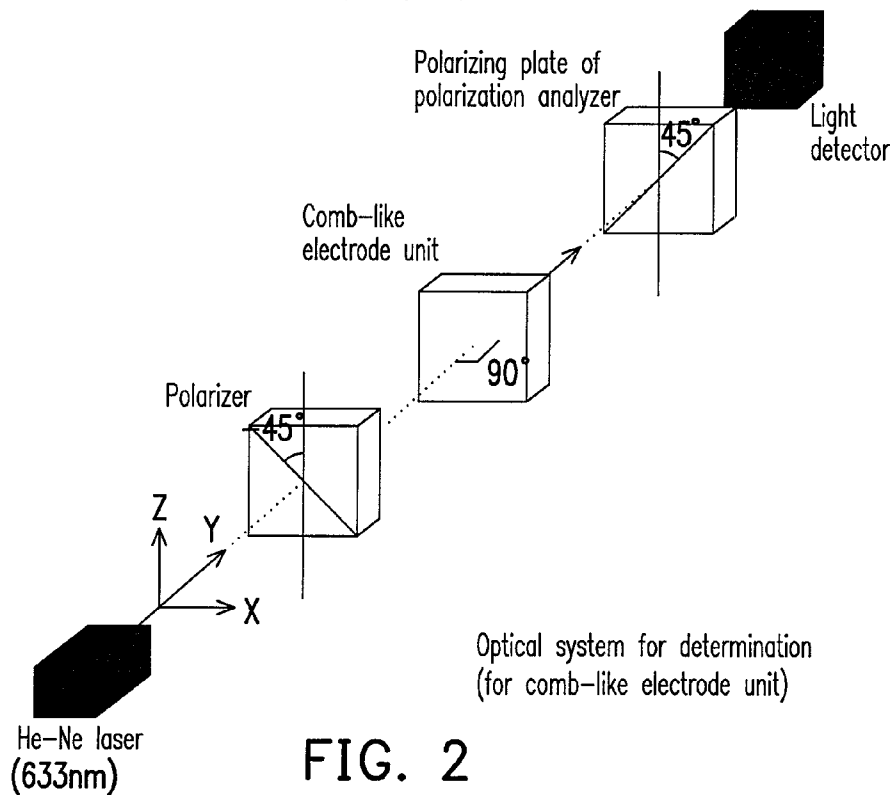 Polarizing plate of
polarization analyzer
45°
Light
detector
Comb-like
electrode unit
90°
Polarizer
-45°
Z
Y
X
Optical system for determination
(for comb-like electrode unit)
He-Ne laser
(633nm)
FIG. 2